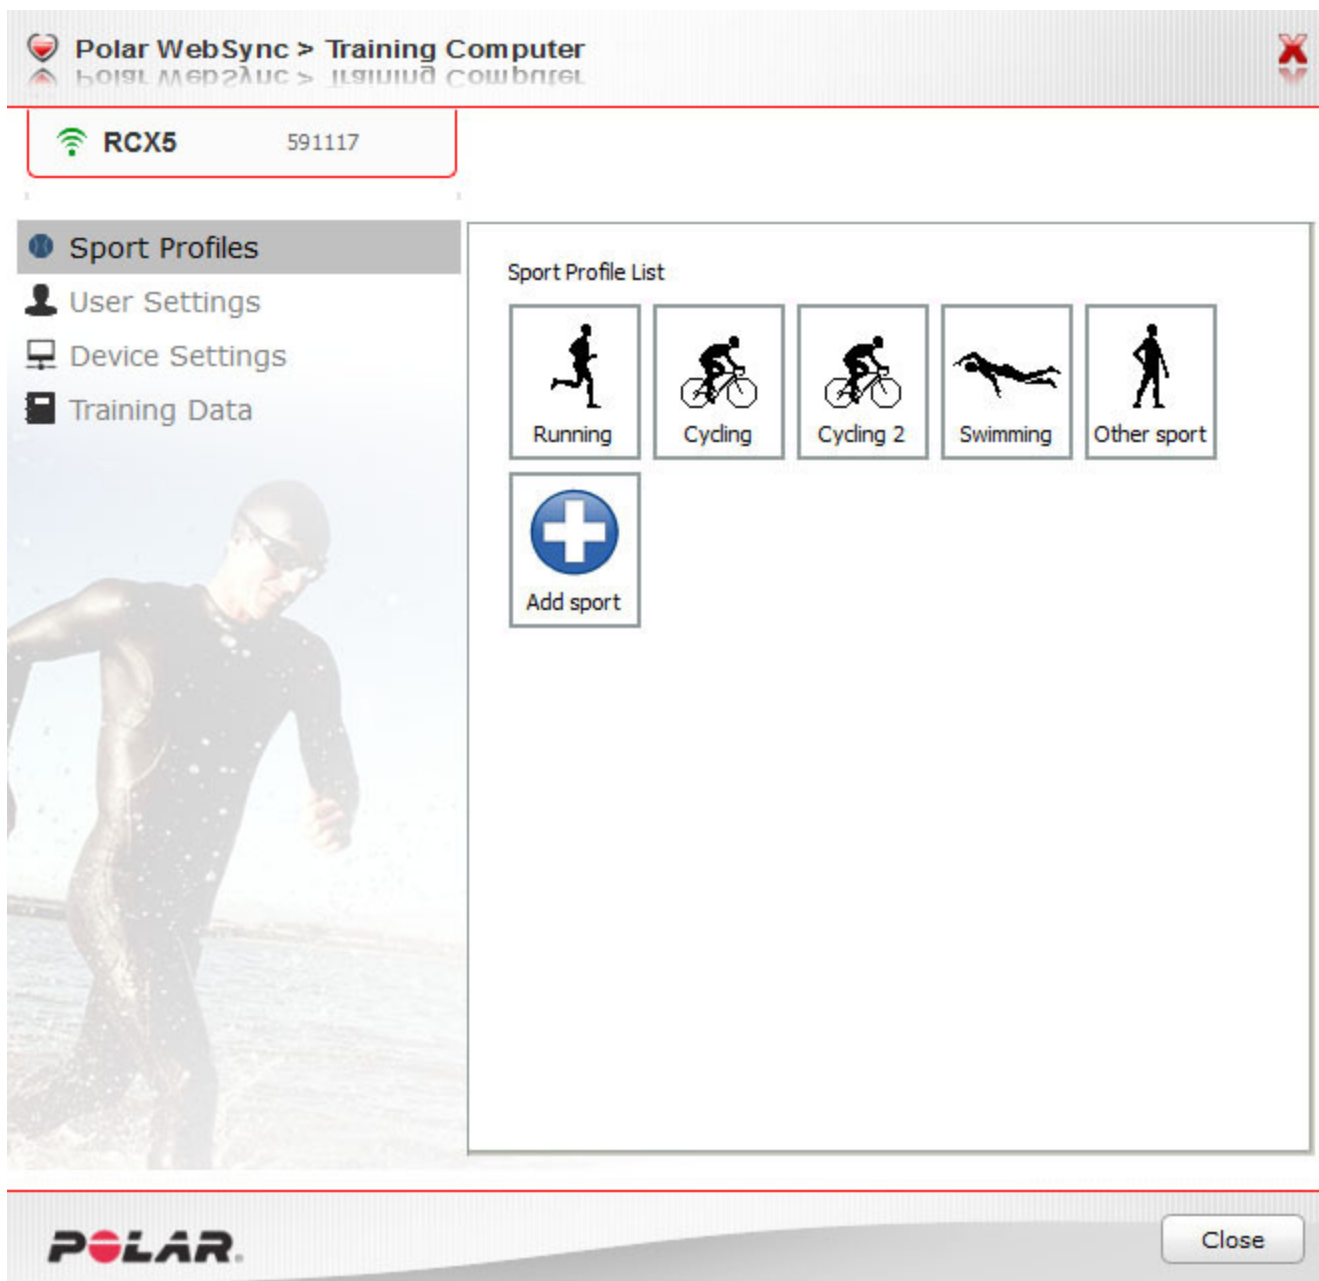 Polar WebSync > Training Computer
RCX5 591117
Sport Profiles
User Settings
Device Settings
Training Data
Sport Profile List
Running Cycling Cycling 2 Swimming Other sport
Add sport
POLAR.
Close